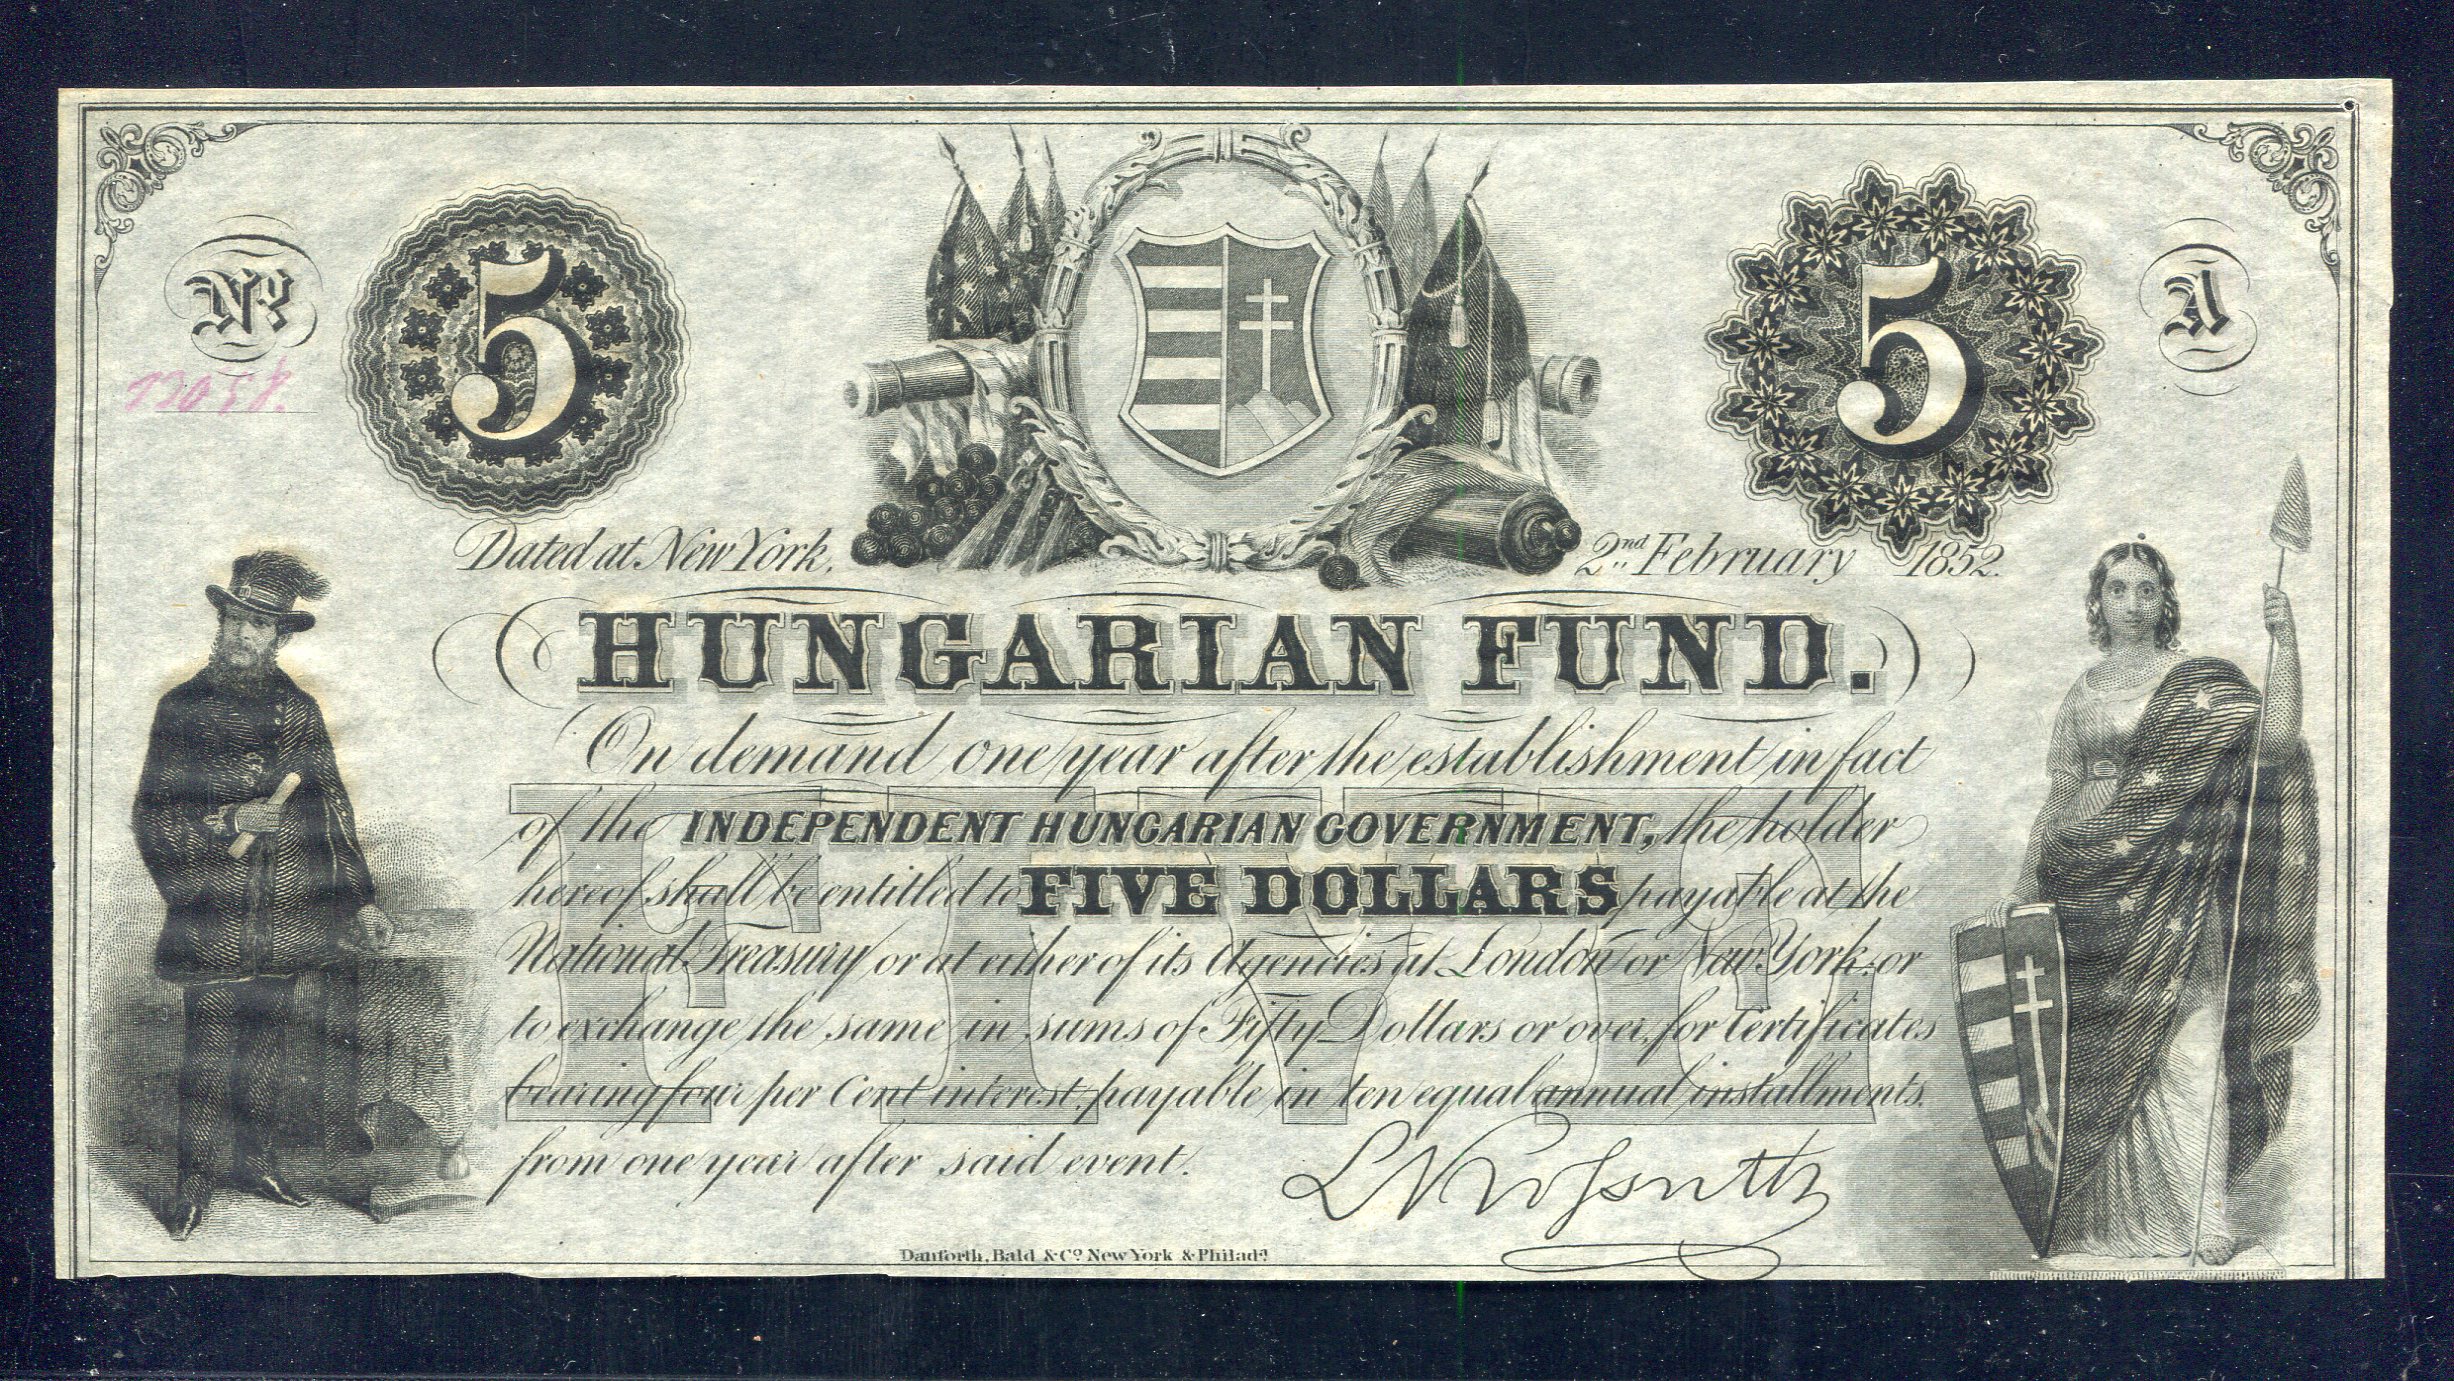 No.
5
5
A
Dated at New York, 2nd February 1852.
HUNGARIAN FUND.
On demand one year after the establishment in fact
of the INDEPENDENT HUNGARIAN GOVERNMENT, the holder
hereof shall be entitled to FIVE DOLLARS payable at the
National Treasury or at either of its Agencies at London or New York: or
to exchange the same in sums of Fifty Dollars or over, for Certificates
bearing four per Cent interest, payable in ten equal annual installments.
from one year after said event.
FIVE
L Kossuth
Danforth, Bald & Co. New York & Philada.